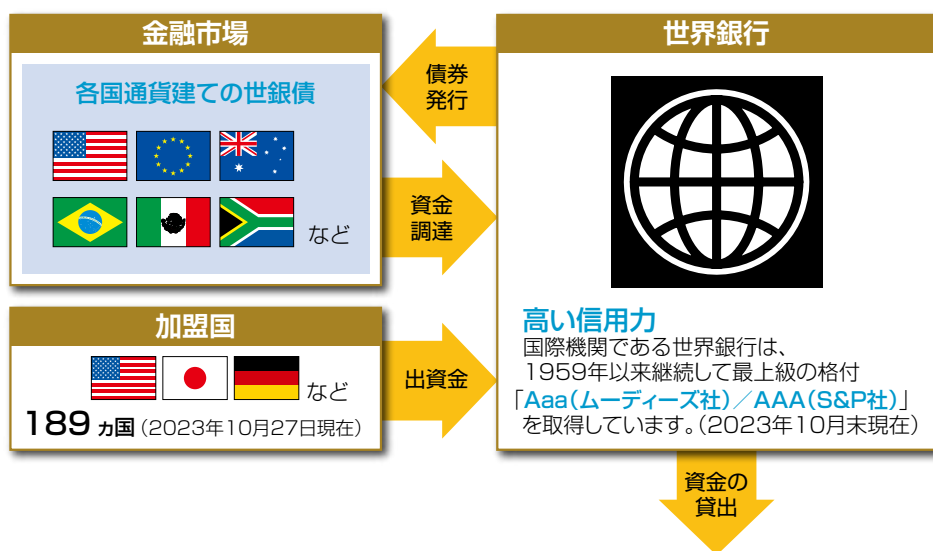 金融市場
各国通貨建ての世銀債
など
債券
発行
資金
調達
加盟国
など
189ヵ国(2023年10月27日現在)
出資金
世界銀行
高い信用力
国際機関である世界銀行は、
1959年以来継続して最上級の格付
「Aaa(ムーディーズ社)/AAA(S&P社)」
を取得しています。(2023年10月末現在)
資金の
貸出